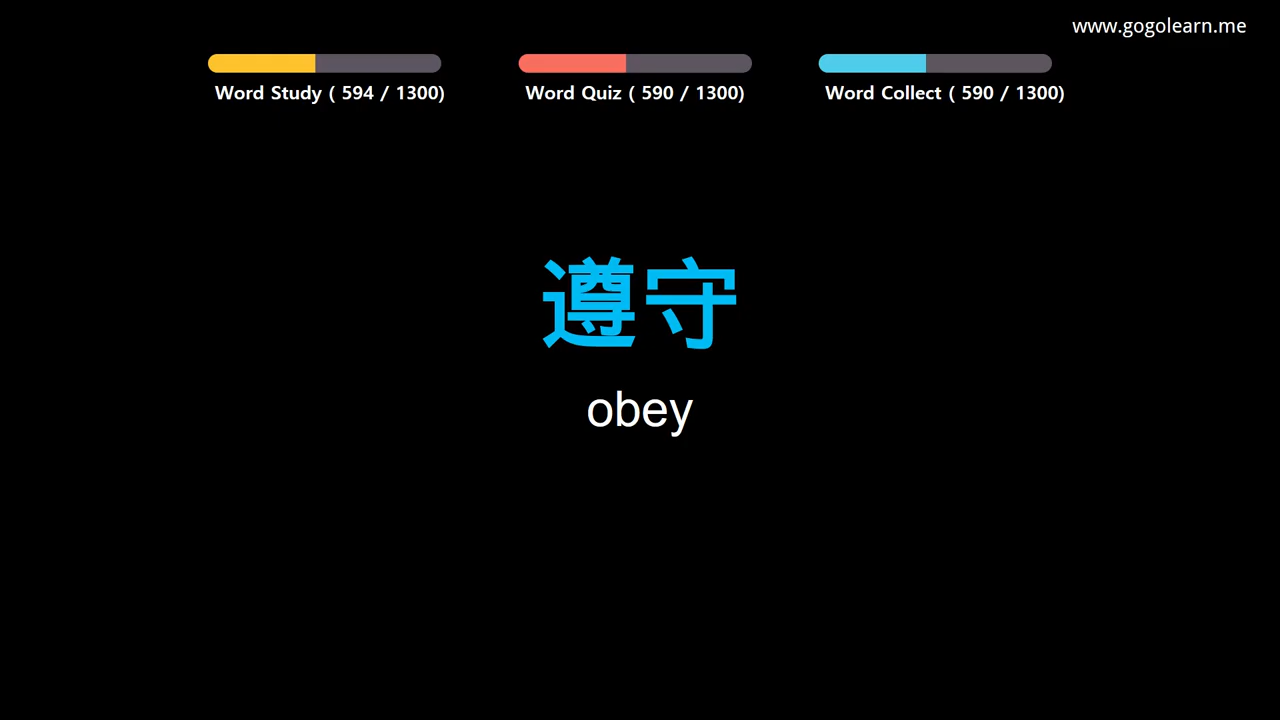 www.gogolearn.me
Word Study ( 594 / 1300)
Word Quiz ( 590 / 1300)
Word Collect ( 590 / 1300)
遵守
obey